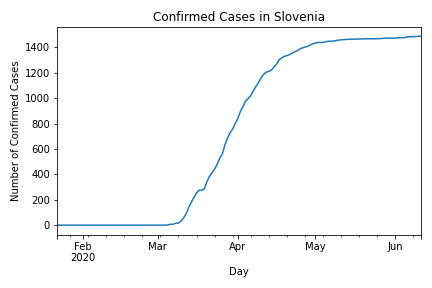 Confirmed Cases in Slovenia
Number of Confirmed Cases
1400
1200
1000
800
600
400
200
0
Feb
2020
Mar
Apr
May
Jun
Day